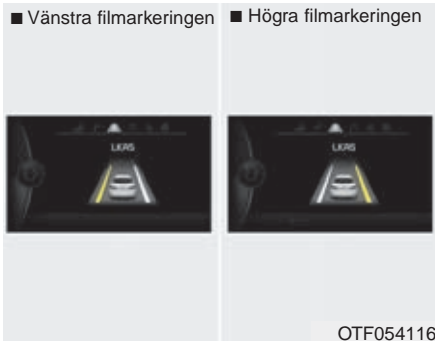 ■ Vänstra filmarkeringen
■ Högra filmarkeringen
LKAS
LKAS
OTF054116